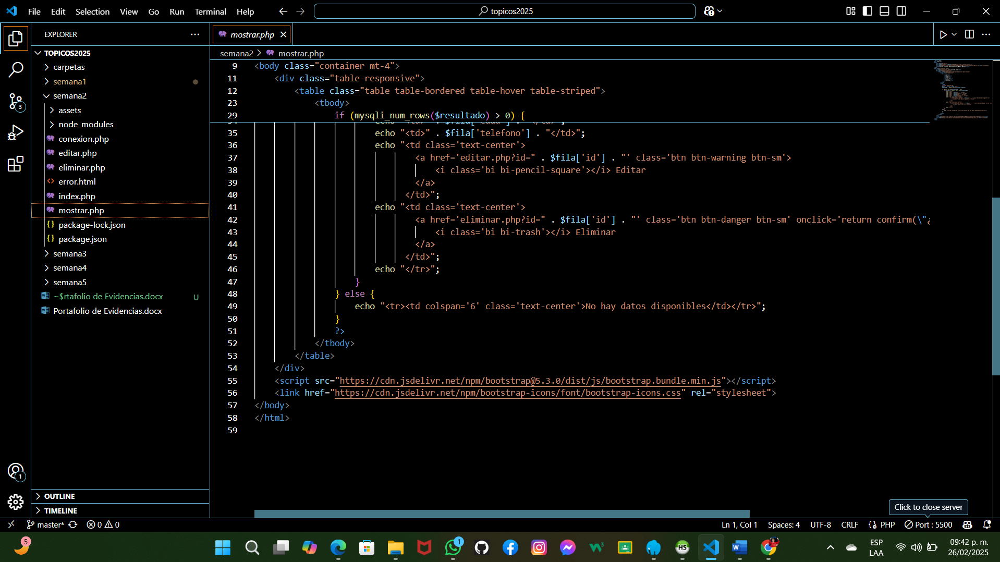 File Edit Selection View Go Run Terminal Help
topicos2025
EXPLORER
TOPICOS2025
carpetas
semana1
semana2
assets
node_modules
conexion.php
editar.php
eliminar.php
error.html
index.php
mostrar.php
package-lock.json
package.json
semana3
semana4
semana5
~$rtafolio de Evidencias.docx U
Portafolio de Evidencias.docx
OUTLINE
TIMELINE
3
1
mostrar.php
semana2 > mostrar.php
9 <body class="container mt-4">
11 <div class="table-responsive">
12 <table class="table table-bordered table-hover table-striped">
23 <tbody>
29 if (mysqli_num_rows($resultado) > 0) {
35 echo "<td>" . $fila['telefono'] . "</td>";
36 echo "<td class='text-center'>
37 <a href='editar.php?id=" . $fila['id'] . "' class='btn btn-warning btn-sm'>
38 <i class='bi bi-pencil-square'></i> Editar
39 </a>
40 </td>";
41 echo "<td class='text-center'>
42 <a href='eliminar.php?id=" . $fila['id'] . "' class='btn btn-danger btn-sm' onclick='return confirm(\"¿
43 <i class='bi bi-trash'></i> Eliminar
44 </a>
45 </td>";
46 echo "</tr>";
47 }
48 } else {
49 echo "<tr><td colspan='6' class='text-center'>No hay datos disponibles</td></tr>";
50 }
51 ?>
52 </tbody>
53 </table>
54 </div>
55 <script src="https://cdn.jsdelivr.net/npm/bootstrap@5.3.0/dist/js/bootstrap.bundle.min.js"></script>
56 <link href="https://cdn.jsdelivr.net/npm/bootstrap-icons/font/bootstrap-icons.css" rel="stylesheet">
57 </body>
58 </html>
59
Click to close server
master* 0 0
Ln 1, Col 1 Spaces: 4 UTF-8 CRLF {} PHP Port : 5500
5
1
W3
HS
ESP
LAA
09:42 p. m.
26/02/2025